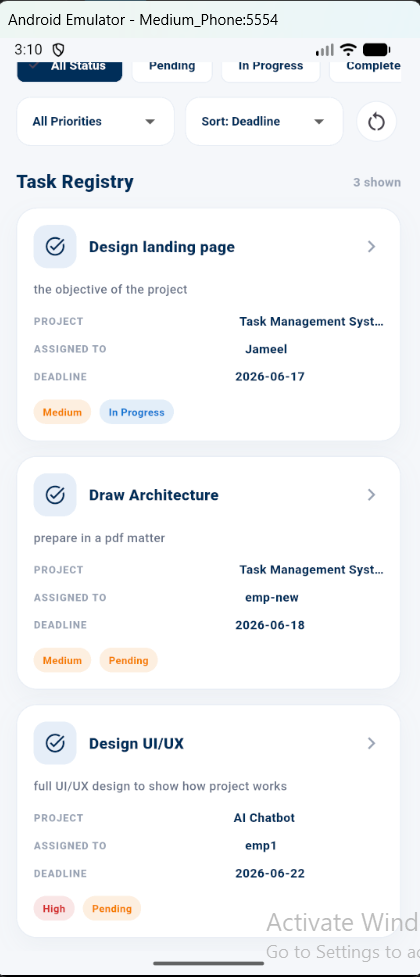 Android Emulator - Medium_Phone:5554
3:10
All Status Pending In Progress Complete
All Priorities Sort: Deadline
Task Registry 3 shown
Design landing page
the objective of the project
PROJECT Task Management Syst...
ASSIGNED TO Jameel
DEADLINE 2026-06-17
Medium In Progress
Draw Architecture
prepare in a pdf matter
PROJECT Task Management Syst...
ASSIGNED TO emp-new
DEADLINE 2026-06-18
Medium Pending
Design UI/UX
full UI/UX design to show how project works
PROJECT AI Chatbot
ASSIGNED TO emp1
DEADLINE 2026-06-22
High Pending
Activate Wind
Go to Settings to ac